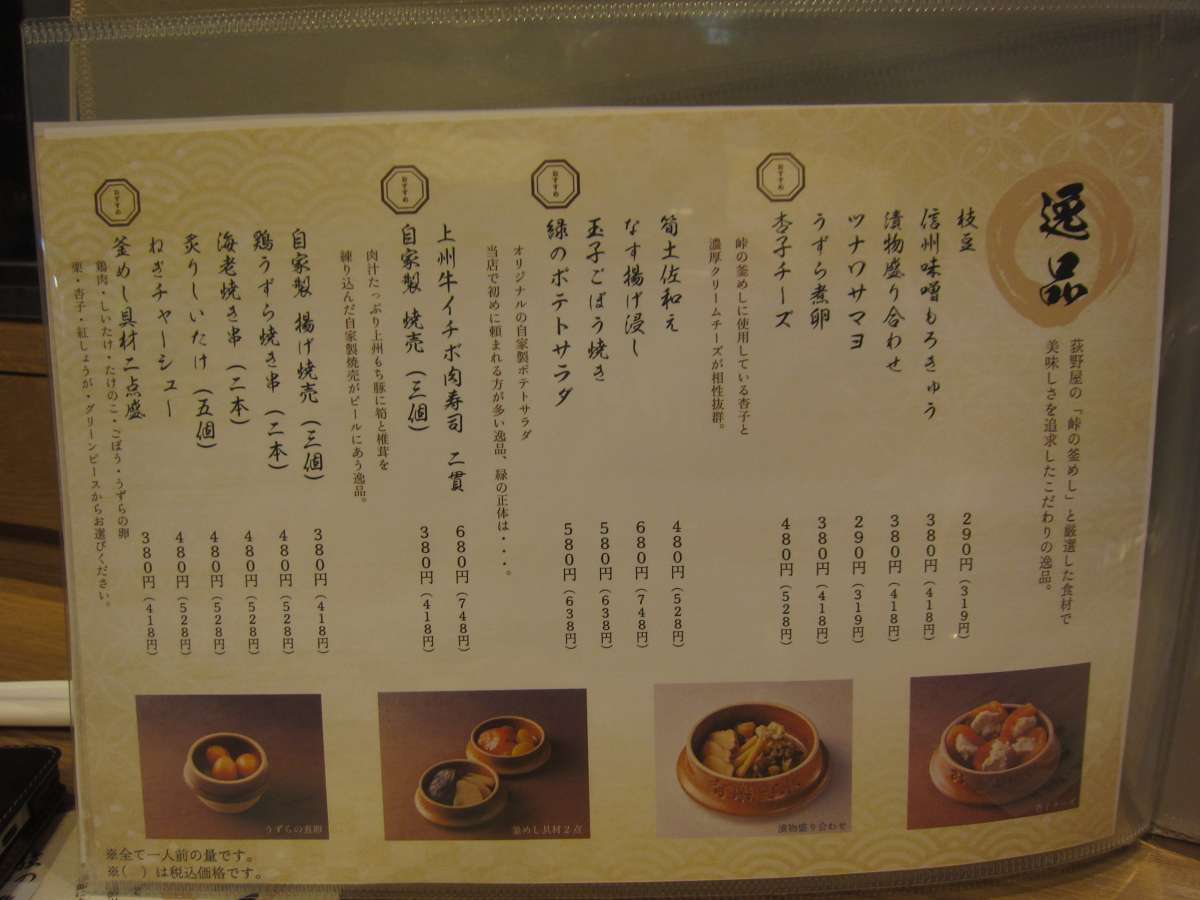 逸品
荻野屋の「峠の釜めし」と厳選した食材で
美味しさを追求したこだわりの逸品。
枝豆 290円（319円）
信州味噌もろきゅう 380円（418円）
漬物盛り合わせ 380円（418円）
ツナワサマヨ 290円（319円）
うずら煮卵 380円（418円）
おすすめ
杏子チーズ 480円（528円）
峠の釜めしに使用している杏子と
濃厚クリームチーズが相性抜群。
筍土佐和え 480円（528円）
なす揚げ浸し 680円（748円）
玉子ごぼう焼き 580円（638円）
おすすめ
緑のポテトサラダ 580円（638円）
オリジナルの自家製ポテトサラダ
当店で初めに頼まれる方が多い逸品、緑の正体は・・・。
上州牛イチボ肉寿司 二貫 680円（748円）
おすすめ
自家製 焼売（三個） 380円（418円）
肉汁たっぷり上州もち豚に筍と椎茸を
練り込んだ自家製焼売がビールにあう逸品。
自家製 揚げ焼売（三個） 380円（418円）
鶏うずら焼き串（二本） 480円（528円）
海老焼き串（二本） 480円（528円）
炙りしいたけ（五個） 480円（528円）
ねぎチャーシュー 480円（528円）
おすすめ
釜めし具材二点盛 380円（418円）
鶏肉・しいたけ・たけのこ・ごぼう・うずらの卵
栗・杏子・紅しょうが・グリーンピースからお選びください。
うずらの煮卵
釜めし具材２点
漬物盛り合わせ
杏子チーズ
※全て一人前の量です。
※(　)は税込価格です。